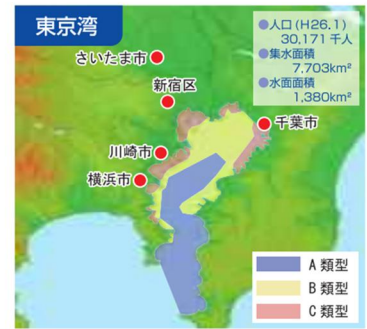 東京湾
●人口(H26.1)
30,171 千人
●集水面積
7,703km²
●水面面積
1,380km²
さいたま市
新宿区
千葉市
川崎市
横浜市
A 類型
B 類型
C 類型